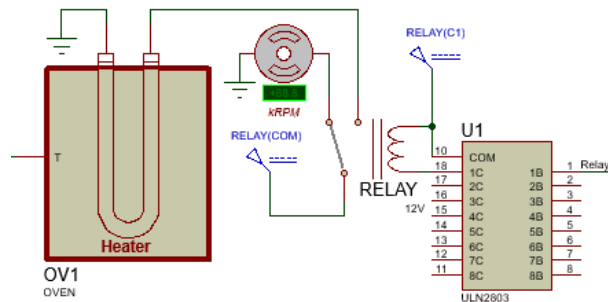 RELAY(C1)
+88.8
kRPM
RELAY(COM)
U1
T
RELAY
12V
10 COM
18 1C 1B 1 Relay
17 2C 2B 2
16 3C 3B 3
15 4C 4B 4
14 5C 5B 5
13 6C 6B 6
12 7C 7B 7
11 8C 8B 8
Heater
OV1
OVEN
ULN2803